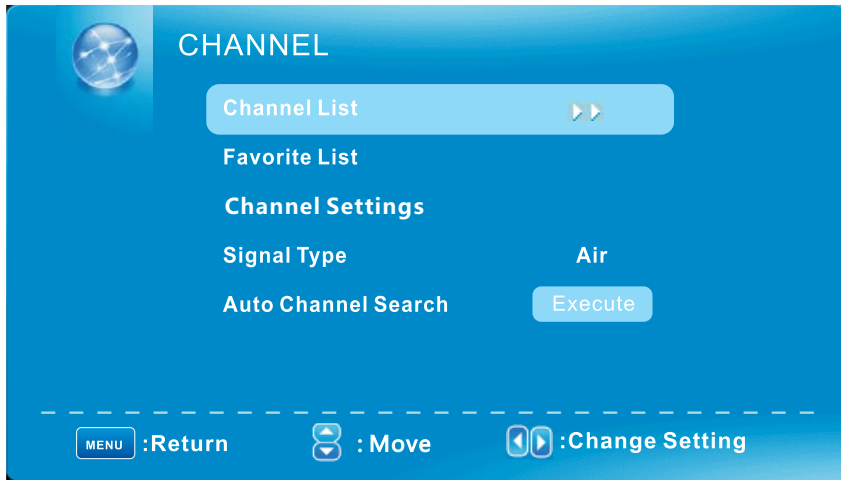 CHANNEL
Channel List
Favorite List
Channel Settings
Signal Type Air
Auto Channel Search Execute
MENU :Return : Move :Change Setting